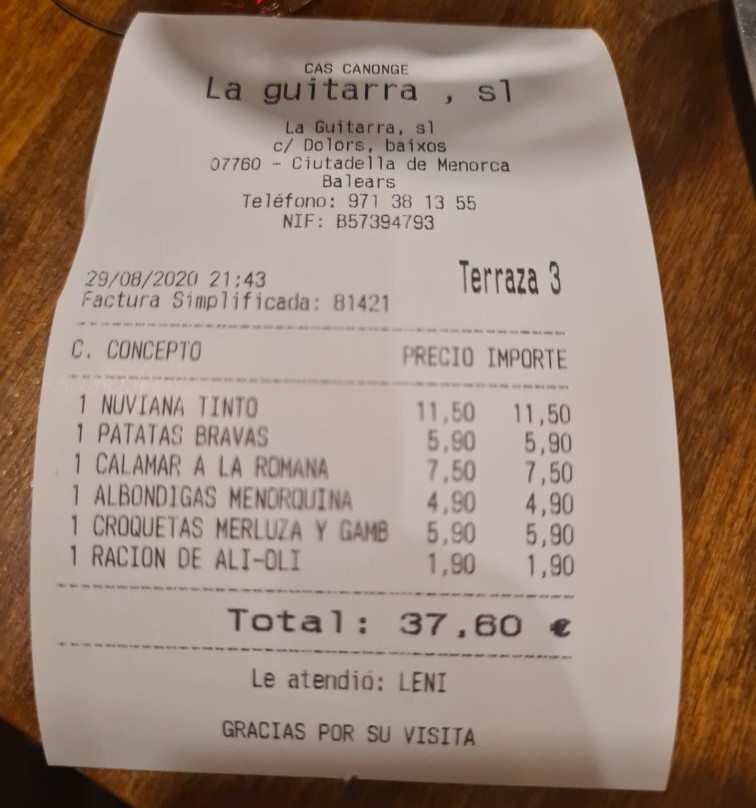 CAS CANONGE
La guitarra , sl
La Guitarra, sl
c/ Dolors, baixos
07760 - Ciutadella de Menorca
Balears
Teléfono: 971 38 13 55
NIF: B57394793
29/08/2020 21:43 Terraza 3
Factura Simplificada: 81421
C. CONCEPTO PRECIO IMPORTE
1 NUVIANA TINTO 11,50 11,50
1 PATATAS BRAVAS 5,90 5,90
1 CALAMAR A LA ROMANA 7,50 7,50
1 ALBONDIGAS MENORQUINA 4,90 4,90
1 CROQUETAS MERLUZA Y GAMB 5,90 5,90
1 RACION DE ALI-OLI 1,90 1,90
Total: 37,60 €
Le atendió: LENI
GRACIAS POR SU VISITA